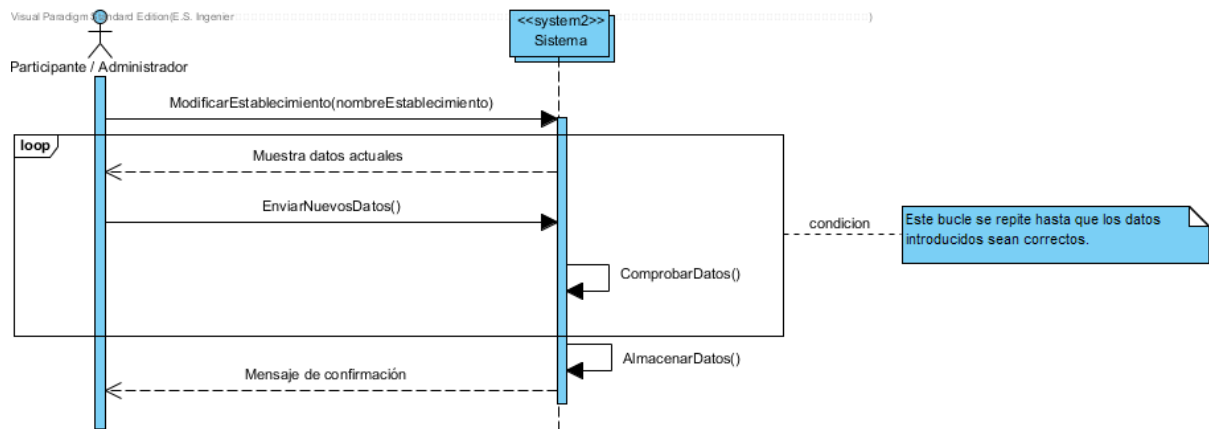 Visual Paradigm Standard Edition(E.S. Ingenier
<<system2>>
Sistema
Participante / Administrador
ModificarEstablecimiento(nombreEstablecimiento)
loop
Muestra datos actuales
EnviarNuevosDatos()
condicion
Este bucle se repite hasta que los datos
introducidos sean correctos.
ComprobarDatos()
AlmacenarDatos()
Mensaje de confirmación